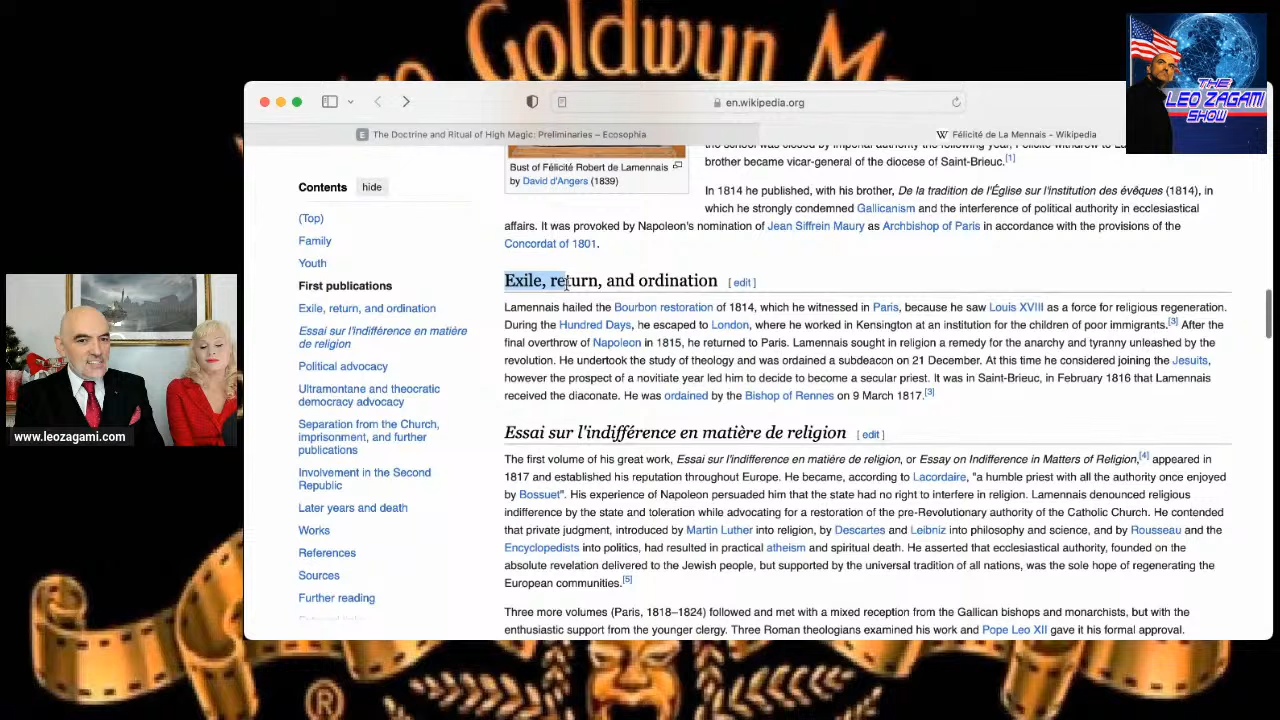 Goldwyn M
THE
LEO ZAGAMI
SHOW
en.wikipedia.org
E The Doctrine and Ritual of High Magic: Preliminaries – Ecosophia
W Félicité de La Mennais – Wikipedia
Bust of Félicité Robert de Lamennais
by David d'Angers (1839)
brother became vicar-general of the diocese of Saint-Brieuc.[1]
In 1814 he published, with his brother, De la tradition de l'Église sur l'institution des évêques (1814), in
which he strongly condemned Gallicanism and the interference of political authority in ecclesiastical
affairs. It was provoked by Napoleon's nomination of Jean Siffrein Maury as Archbishop of Paris in accordance with the provisions of the
Concordat of 1801.
Contents hide
(Top)
Family
Youth
First publications
Exile, return, and ordination
Essai sur l'indifférence en matière
de religion
Political advocacy
Ultramontane and theocratic
democracy advocacy
Separation from the Church,
imprisonment, and further
publications
Involvement in the Second
Republic
Later years and death
Works
References
Sources
Further reading
Exile, return, and ordination [ edit ]
Lamennais hailed the Bourbon restoration of 1814, which he witnessed in Paris, because he saw Louis XVIII as a force for religious regeneration.
During the Hundred Days, he escaped to London, where he worked in Kensington at an institution for the children of poor immigrants.[3] After the
final overthrow of Napoleon in 1815, he returned to Paris. Lamennais sought in religion a remedy for the anarchy and tyranny unleashed by the
revolution. He undertook the study of theology and was ordained a subdeacon on 21 December. At this time he considered joining the Jesuits,
however the prospect of a novitiate year led him to decide to become a secular priest. It was in Saint-Brieuc, in February 1816 that Lamennais
received the diaconate. He was ordained by the Bishop of Rennes on 9 March 1817.[3]
Essai sur l'indifférence en matière de religion [ edit ]
The first volume of his great work, Essai sur l'indifference en matière de religion, or Essay on Indifference in Matters of Religion,[4] appeared in
1817 and established his reputation throughout Europe. He became, according to Lacordaire, "a humble priest with all the authority once enjoyed
by Bossuet". His experience of Napoleon persuaded him that the state had no right to interfere in religion. Lamennais denounced religious
indifference by the state and toleration while advocating for a restoration of the pre-Revolutionary authority of the Catholic Church. He contended
that private judgment, introduced by Martin Luther into religion, by Descartes and Leibniz into philosophy and science, and by Rousseau and the
Encyclopedists into politics, had resulted in practical atheism and spiritual death. He asserted that ecclesiastical authority, founded on the
absolute revelation delivered to the Jewish people, but supported by the universal tradition of all nations, was the sole hope of regenerating the
European communities.[5]
Three more volumes (Paris, 1818–1824) followed and met with a mixed reception from the Gallican bishops and monarchists, but with the
enthusiastic support from the younger clergy. Three Roman theologians examined his work and Pope Leo XII gave it his formal approval.
www.leozagami.com
®